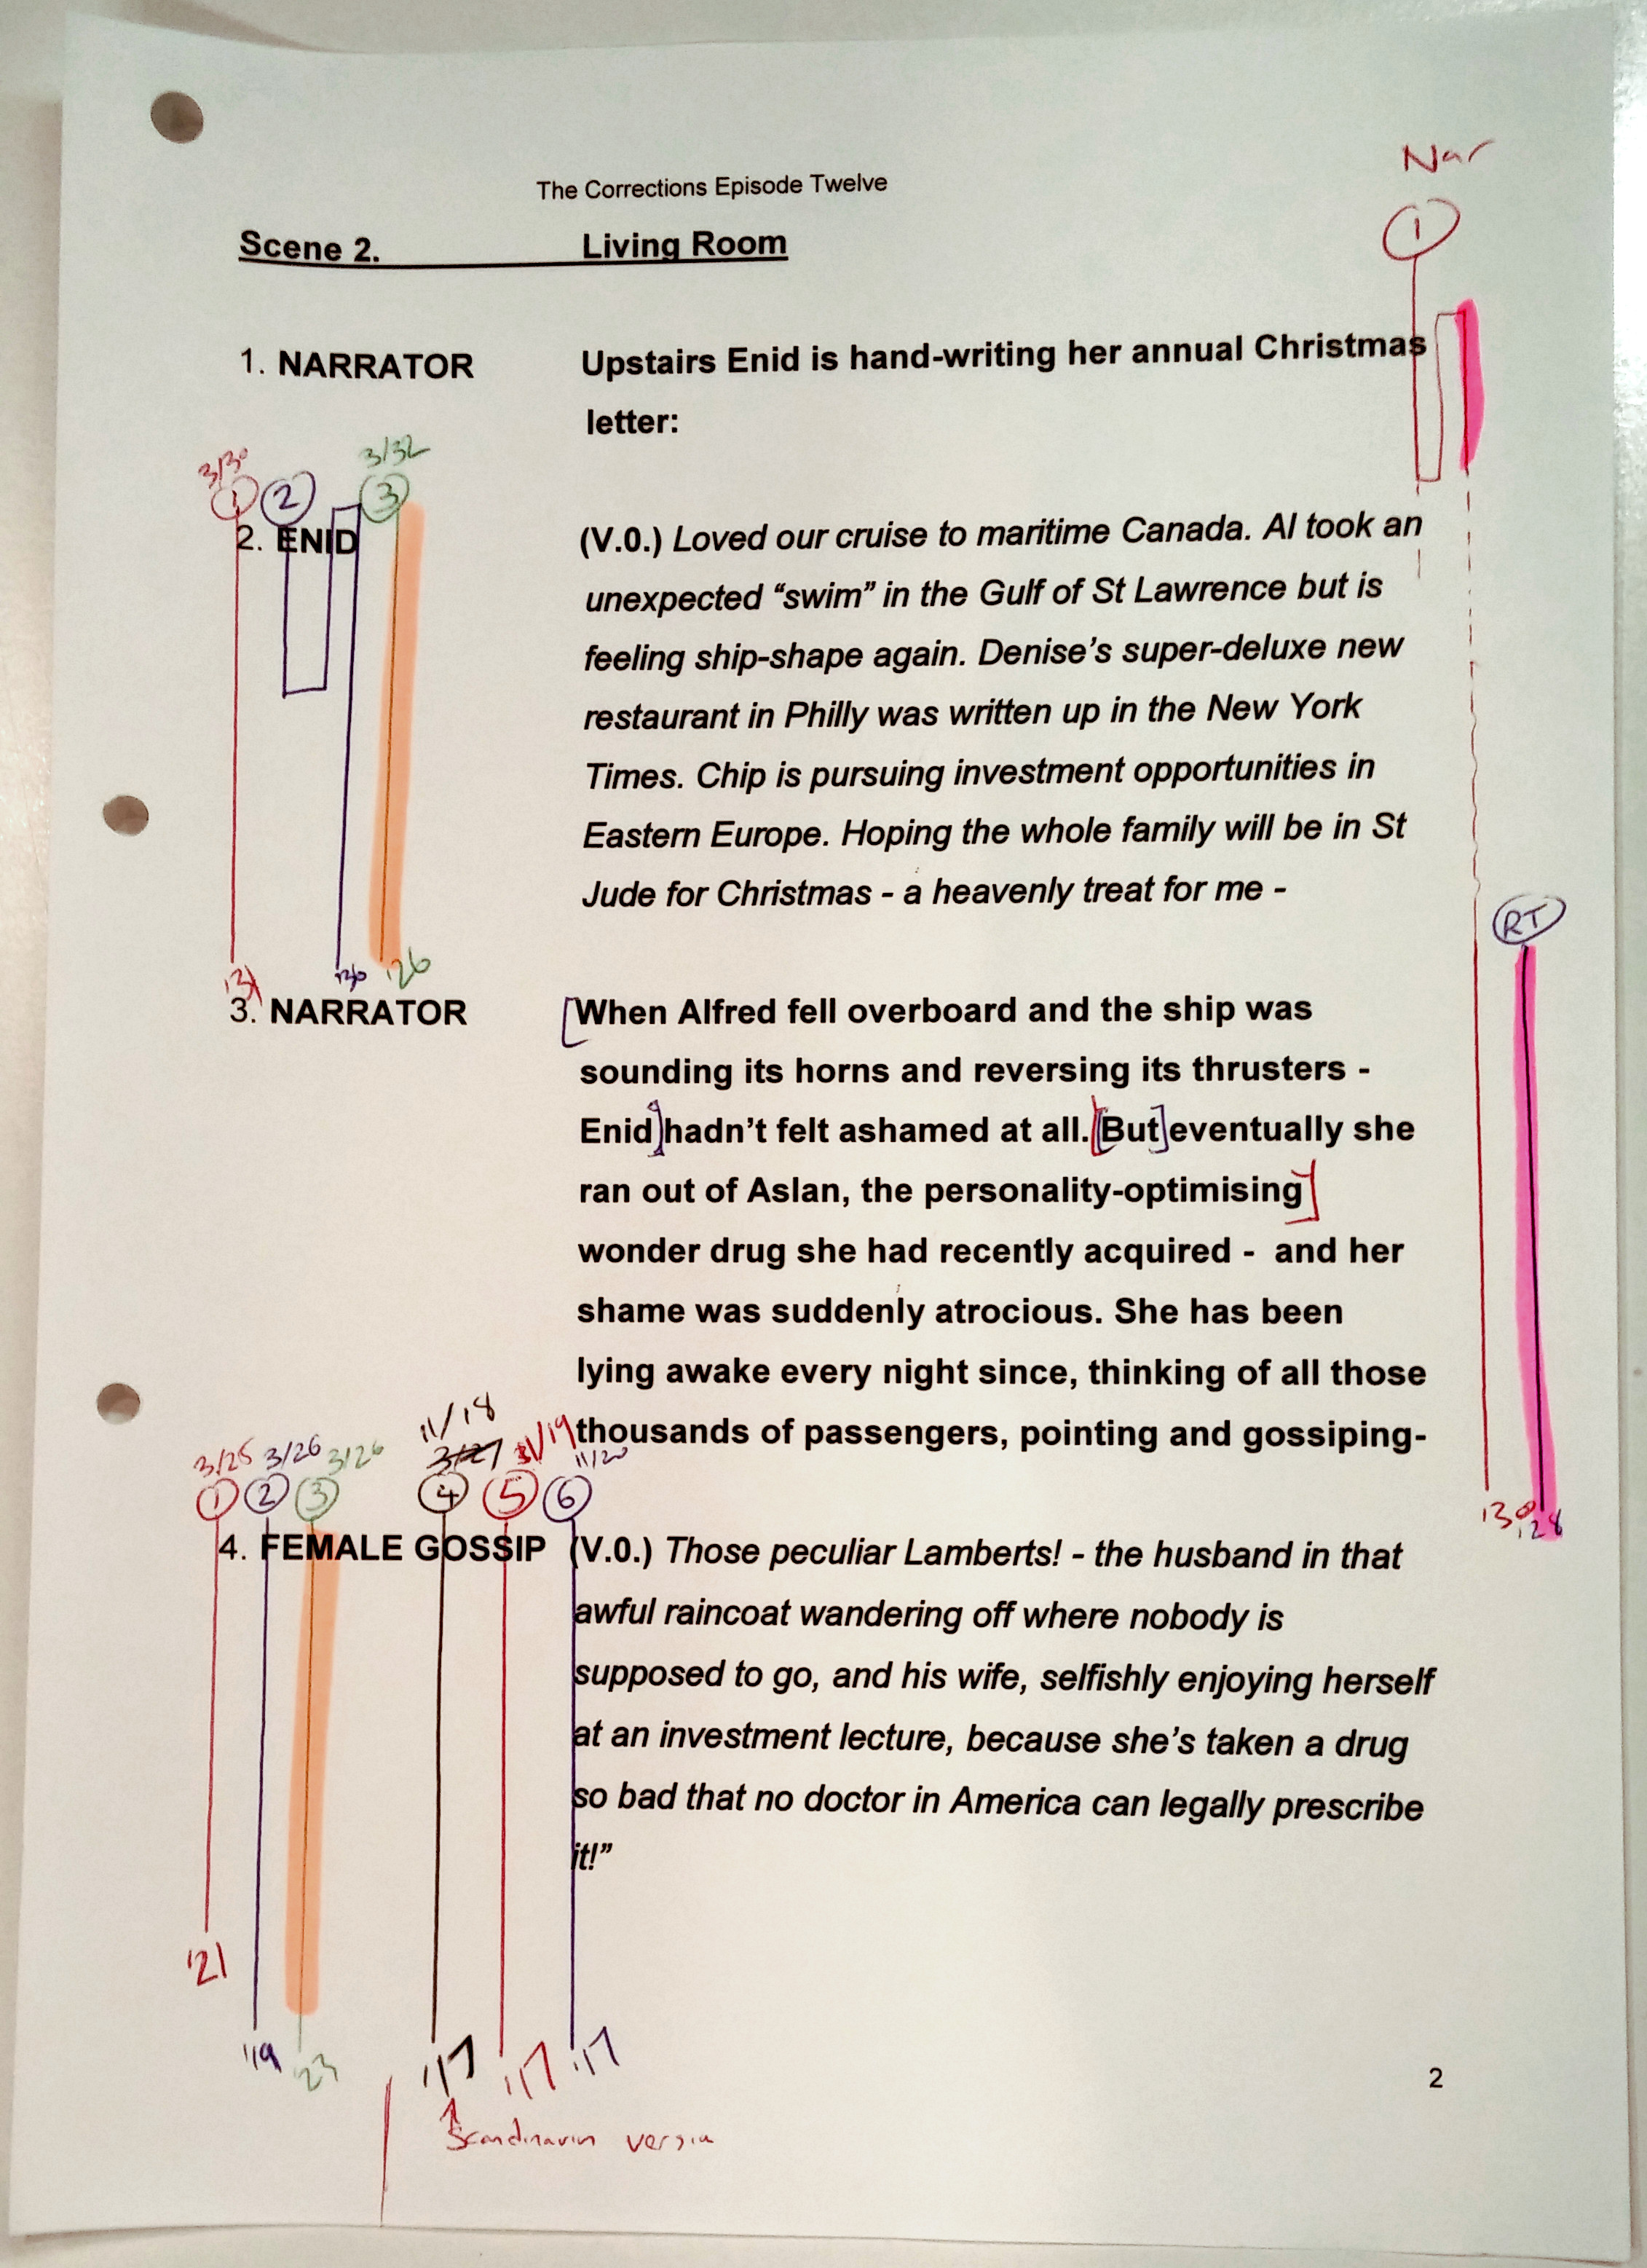 Nar
The Corrections Episode Twelve
1
Scene 2. Living Room
1. NARRATOR Upstairs Enid is hand-writing her annual Christmas
letter:
3/30 3/32
1 2 3
2. ENID (V.0.) Loved our cruise to maritime Canada. Al took an
unexpected “swim” in the Gulf of St Lawrence but is
feeling ship-shape again. Denise’s super-deluxe new
restaurant in Philly was written up in the New York
Times. Chip is pursuing investment opportunities in
Eastern Europe. Hoping the whole family will be in St
Jude for Christmas - a heavenly treat for me -
RT
'26
3. NARRATOR [When Alfred fell overboard and the ship was
sounding its horns and reversing its thrusters -
Enid] hadn’t felt ashamed at all. [But] eventually she
ran out of Aslan, the personality-optimising]
wonder drug she had recently acquired - and her
shame was suddenly atrocious. She has been
lying awake every night since, thinking of all those
thousands of passengers, pointing and gossiping-
11/18
3/25 3/26 3/26 3/27 11/19 11/20
1 2 3 4 5 6
'30 '28
4. FEMALE GOSSIP (V.0.) Those peculiar Lamberts! - the husband in that
awful raincoat wandering off where nobody is
supposed to go, and his wife, selfishly enjoying herself
at an investment lecture, because she’s taken a drug
so bad that no doctor in America can legally prescribe
it!”
'21
'19 '23 '17 '17 '17
2